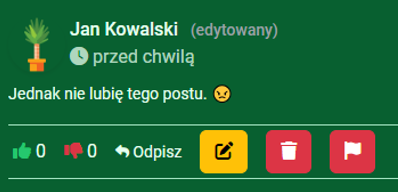 Jan Kowalski (edytowany)
przed chwilą
Jednak nie lubię tego postu. 😠
0 0 Odpisz